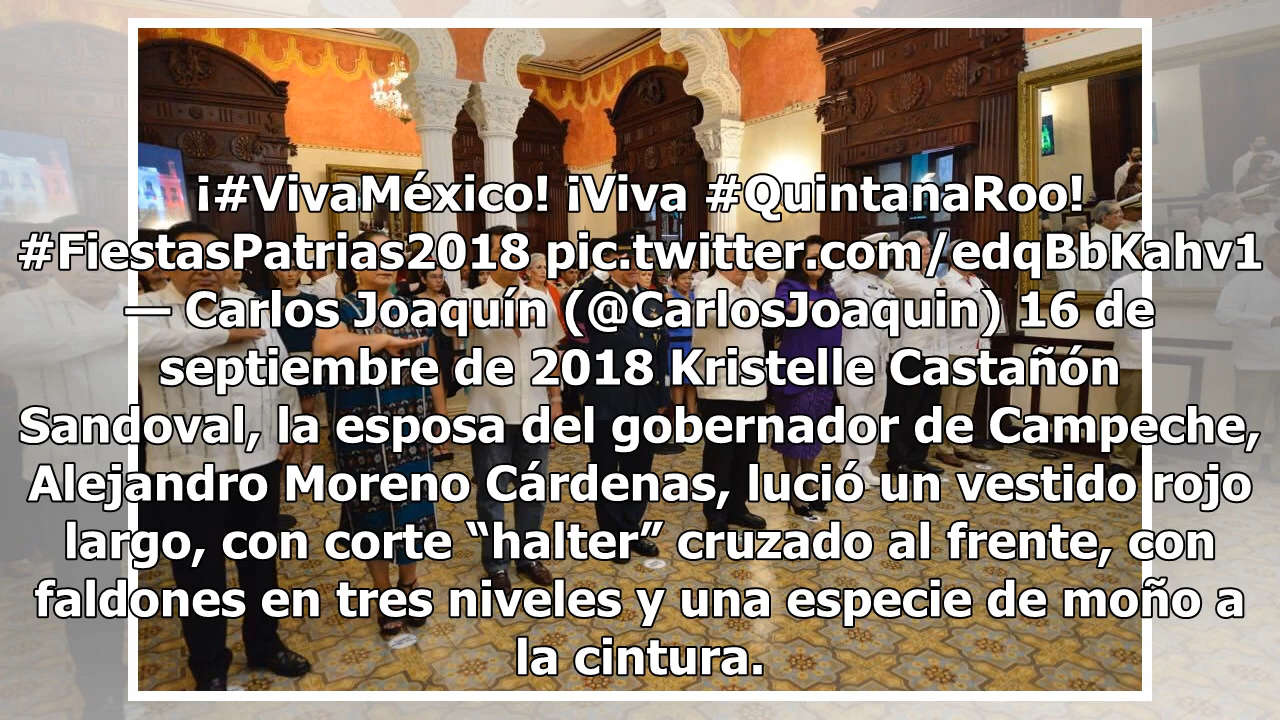 ¡#VivaMéxico! ¡Viva #QuintanaRoo!
#FiestasPatrias2018 pic.twitter.com/edqBbKahv1
— Carlos Joaquín (@CarlosJoaquin) 16 de
septiembre de 2018 Kristelle Castañón
Sandoval, la esposa del gobernador de Campeche,
Alejandro Moreno Cárdenas, lució un vestido rojo
largo, con corte “halter” cruzado al frente, con
faldones en tres niveles y una especie de moño a
la cintura.